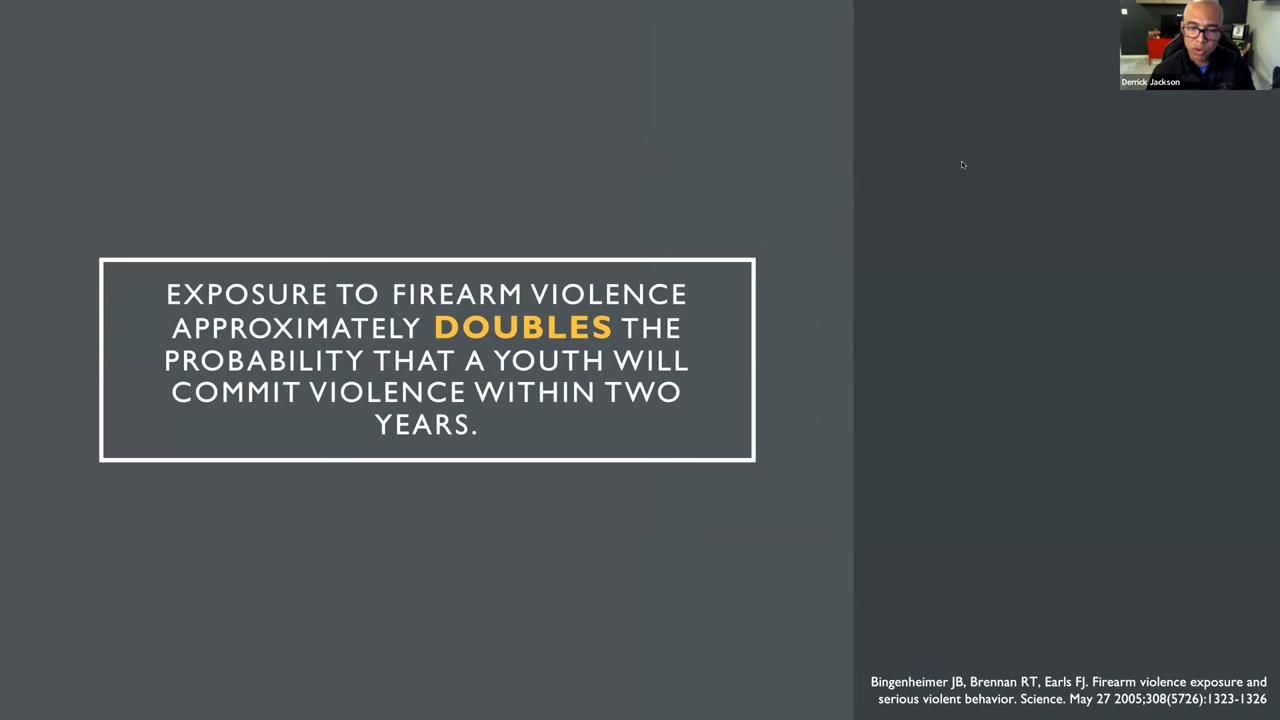 Derrick Jackson
EXPOSURE TO FIREARM VIOLENCE
APPROXIMATELY DOUBLES THE
PROBABILITY THAT A YOUTH WILL
COMMIT VIOLENCE WITHIN TWO
YEARS.
Bingenheimer JB, Brennan RT, Earls FJ. Firearm violence exposure and
serious violent behavior. Science. May 27 2005;308(5726):1323-1326